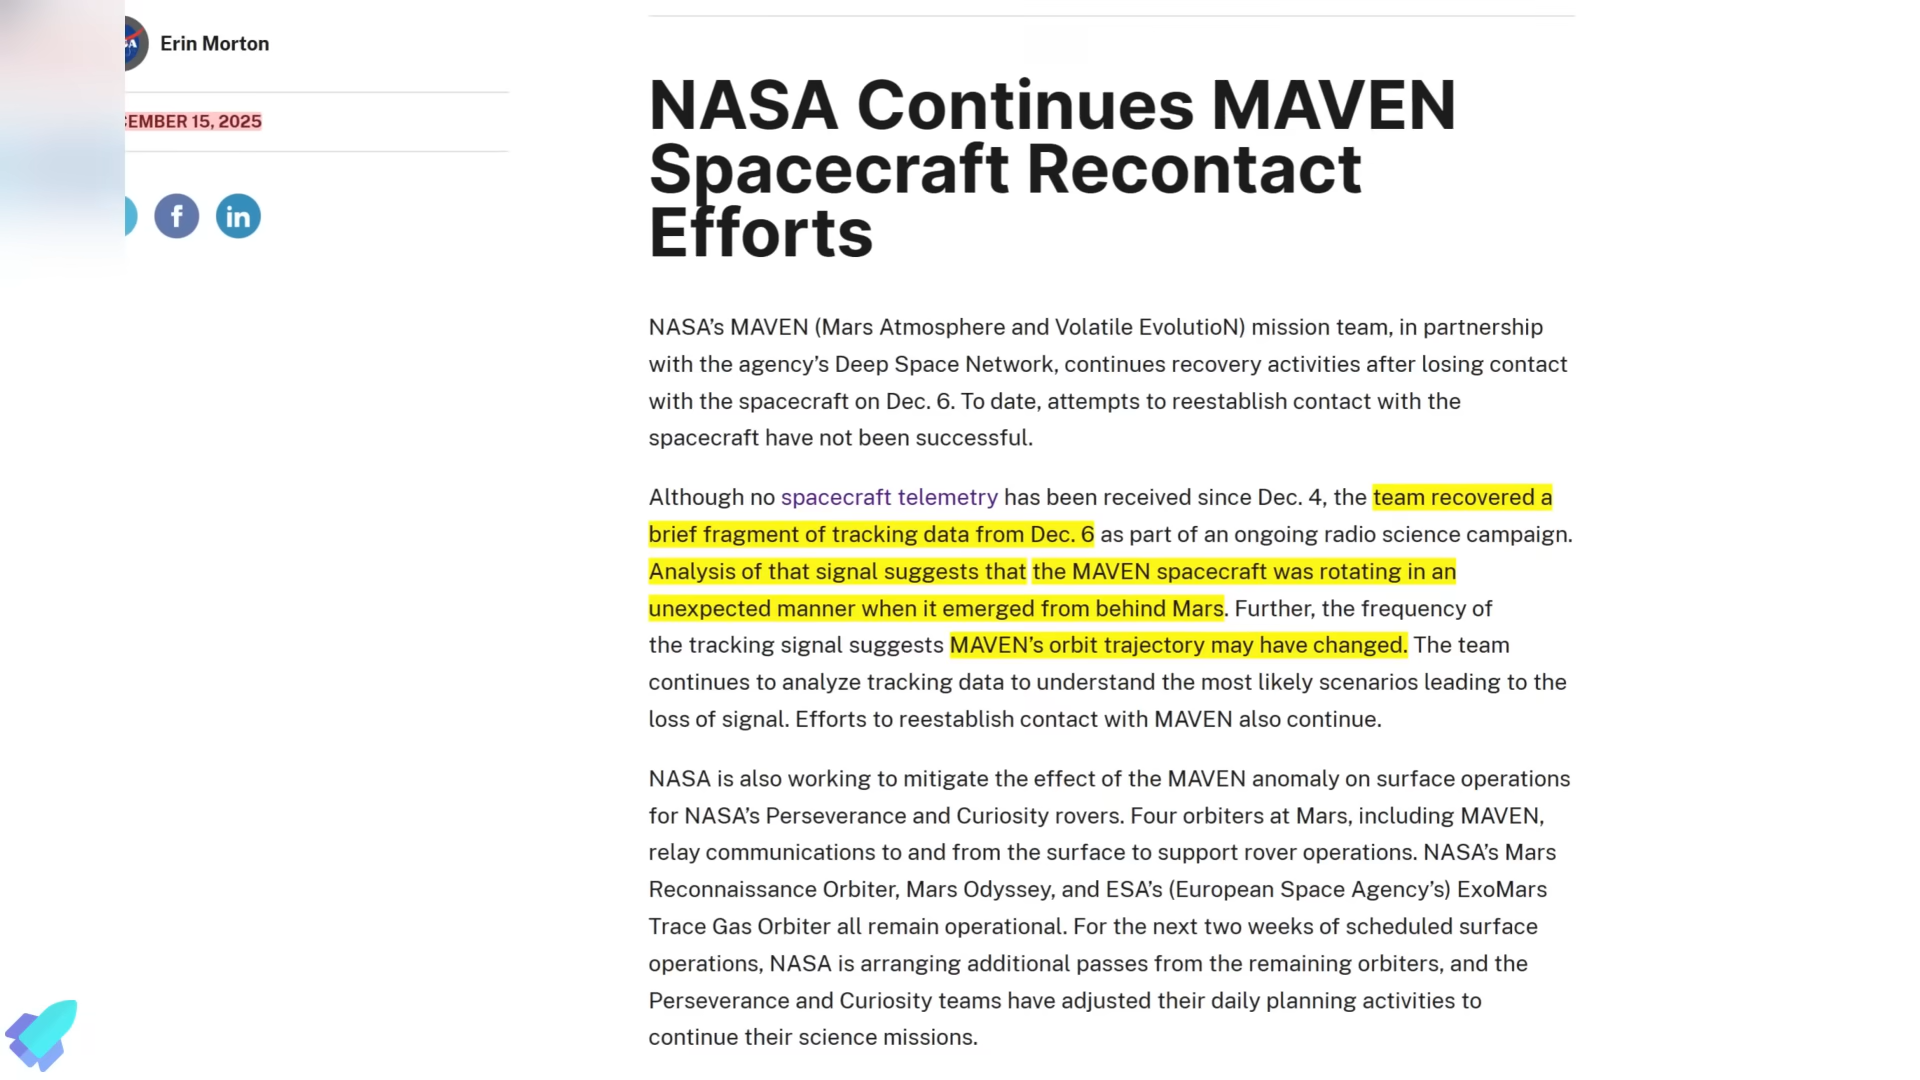 Erin Morton
EMBER 15, 2025
NASA Continues MAVEN
Spacecraft Recontact
Efforts
NASA’s MAVEN (Mars Atmosphere and Volatile EvolutioN) mission team, in partnership
with the agency’s Deep Space Network, continues recovery activities after losing contact
with the spacecraft on Dec. 6. To date, attempts to reestablish contact with the
spacecraft have not been successful.
Although no spacecraft telemetry has been received since Dec. 4, the team recovered a
brief fragment of tracking data from Dec. 6 as part of an ongoing radio science campaign.
Analysis of that signal suggests that the MAVEN spacecraft was rotating in an
unexpected manner when it emerged from behind Mars. Further, the frequency of
the tracking signal suggests MAVEN’s orbit trajectory may have changed. The team
continues to analyze tracking data to understand the most likely scenarios leading to the
loss of signal. Efforts to reestablish contact with MAVEN also continue.
NASA is also working to mitigate the effect of the MAVEN anomaly on surface operations
for NASA’s Perseverance and Curiosity rovers. Four orbiters at Mars, including MAVEN,
relay communications to and from the surface to support rover operations. NASA’s Mars
Reconnaissance Orbiter, Mars Odyssey, and ESA’s (European Space Agency’s) ExoMars
Trace Gas Orbiter all remain operational. For the next two weeks of scheduled surface
operations, NASA is arranging additional passes from the remaining orbiters, and the
Perseverance and Curiosity teams have adjusted their daily planning activities to
continue their science missions.